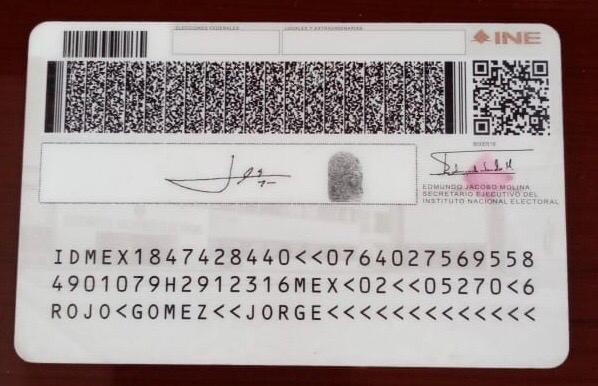 ELECCIONES FEDERALES
LOCALES Y EXTRAORDINARIAS
INE
EDMUNDO JACOBO MOLINA
SECRETARIO EJECUTIVO DEL
INSTITUTO NACIONAL ELECTORAL
IDMEX1847428440<<0764027569558
4901079H2912316MEX<02<<05270<6
ROJO<GOMEZ<<JORGE<<<<<<<<<<<<<